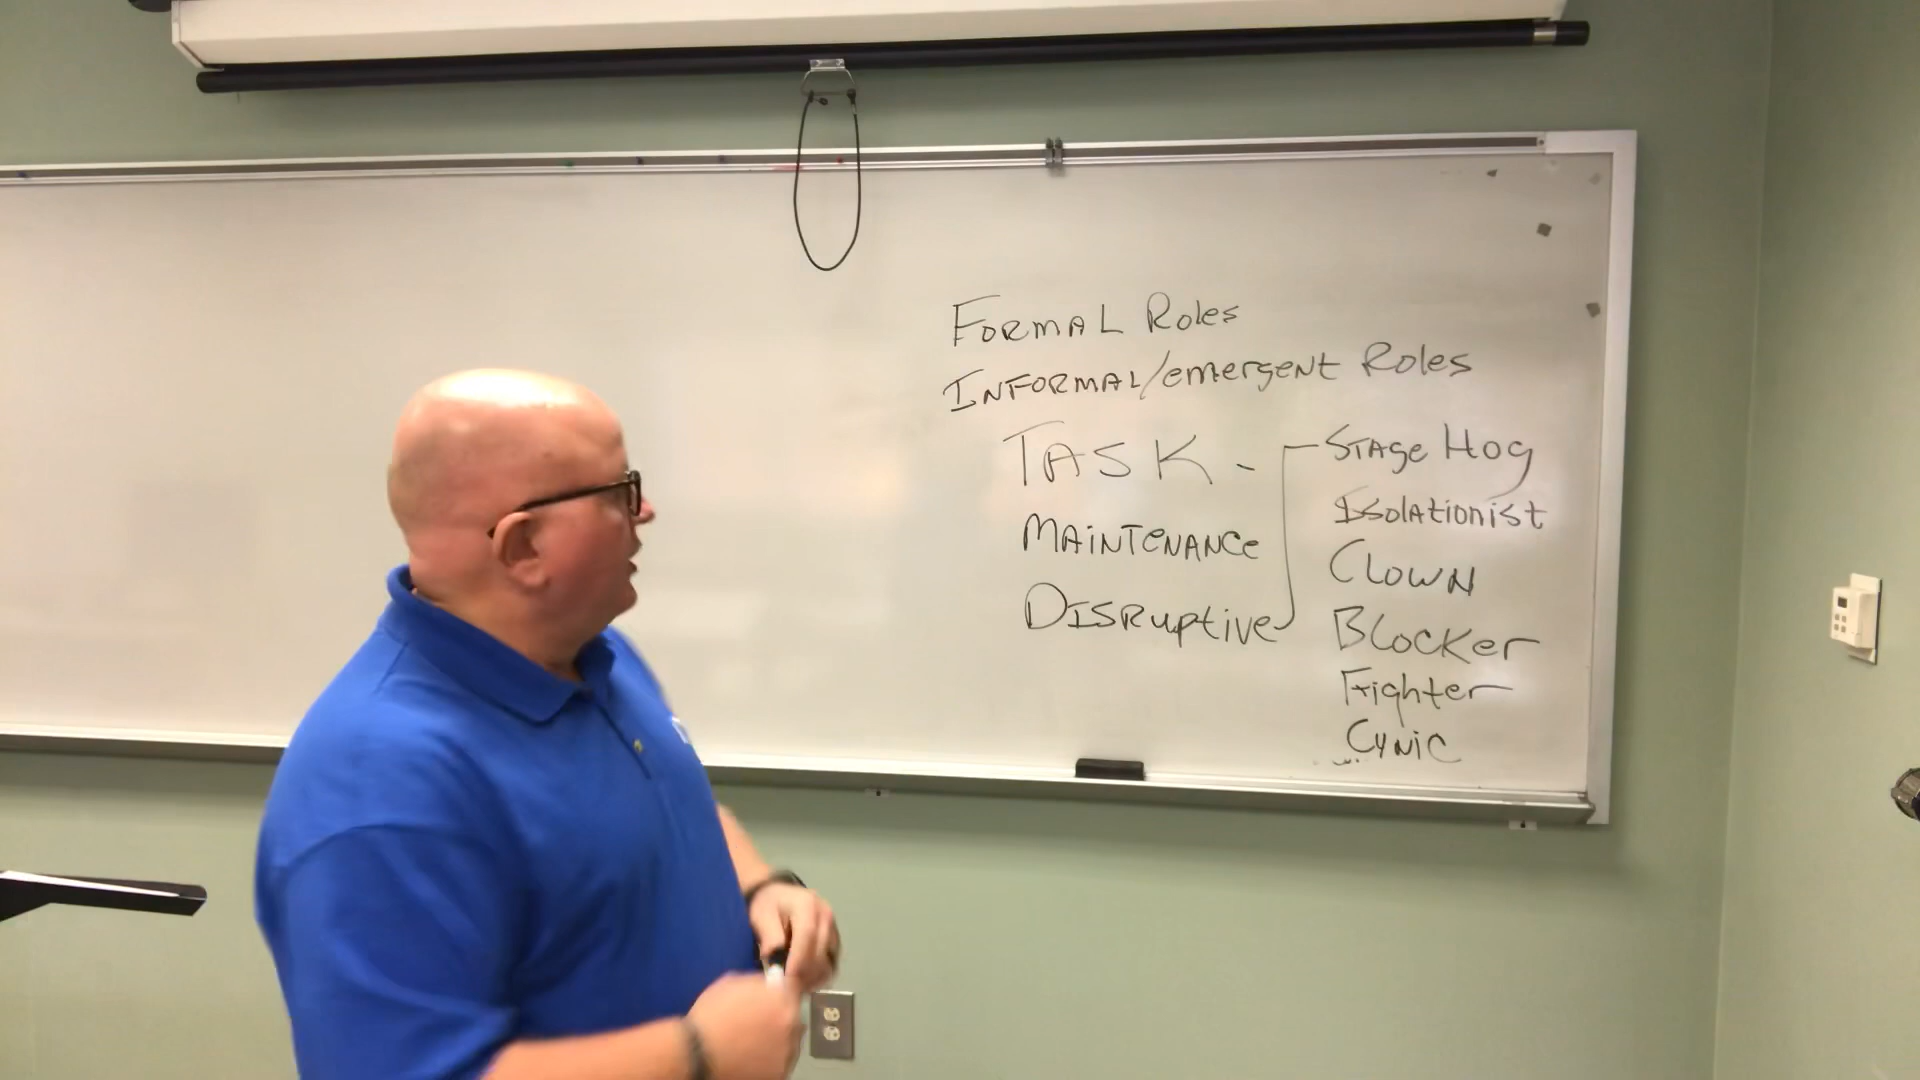 FORMAL Roles
INFORMAL/emergent Roles
TASK -
MAINTENANCE
DISRuptive
STAGE Hog
Isolationist
CLOWN
BLOCKer
Fighter
CYNIC